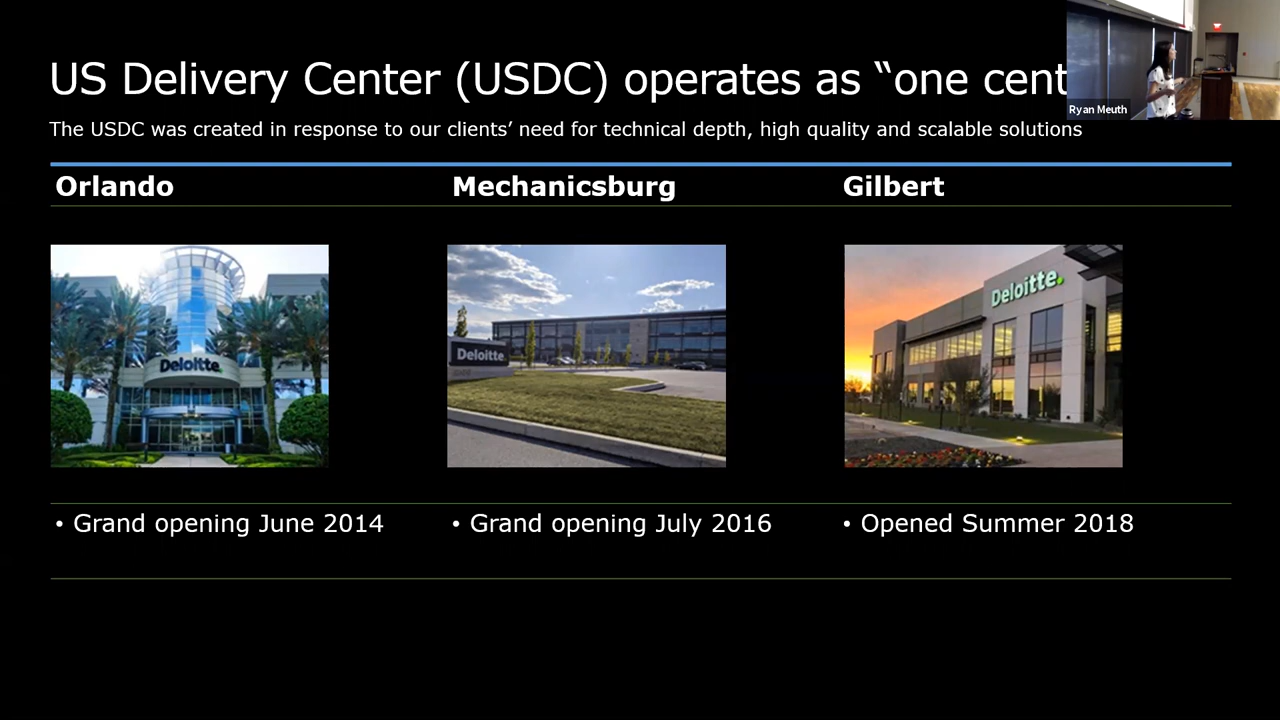 US Delivery Center (USDC) operates as “one cent
Ryan Meuth
The USDC was created in response to our clients’ need for technical depth, high quality and scalable solutions
Orlando
Mechanicsburg
Gilbert
Deloitte.
Deloitte.
Deloitte.
• Grand opening June 2014
• Grand opening July 2016
• Opened Summer 2018